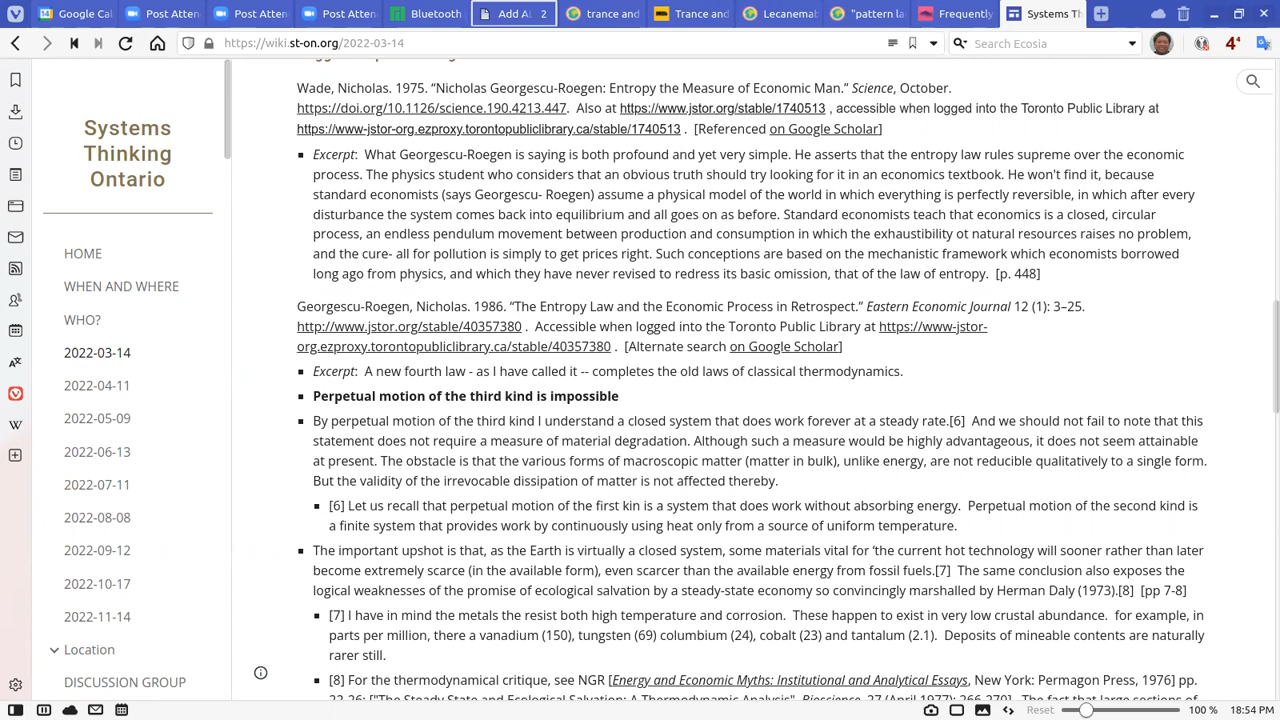 Post Atten
Post Atten
Post Atten
Bluetooth
Add Al
2
trance and
Trance and
Lecanemab
"pattern la
Frequently
Systems Th
https://wiki.st-on.org/2022-03-14
Search Ecosia
4⁴
Systems
Thinking
Ontario
HOME
WHEN AND WHERE
WHO?
2022-03-14
2022-04-11
2022-05-09
2022-06-13
2022-07-11
2022-08-08
2022-09-12
2022-10-17
2022-11-14
Location
DISCUSSION GROUP
Wade, Nicholas. 1975. “Nicholas Georgescu-Roegen: Entropy the Measure of Economic Man.” Science, October.
https://doi.org/10.1126/science.190.4213.447. Also at https://www.jstor.org/stable/1740513 , accessible when logged into the Toronto Public Library at
https://www-jstor-org.ezproxy.torontopubliclibrary.ca/stable/1740513 . [Referenced on Google Scholar]
Excerpt: What Georgescu-Roegen is saying is both profound and yet very simple. He asserts that the entropy law rules supreme over the economic
process. The physics student who considers that an obvious truth should try looking for it in an economics textbook. He won't find it, because
standard economists (says Georgescu- Roegen) assume a physical model of the world in which everything is perfectly reversible, in which after every
disturbance the system comes back into equilibrium and all goes on as before. Standard economists teach that economics is a closed, circular
process, an endless pendulum movement between production and consumption in which the exhaustibility ot natural resources raises no problem,
and the cure- all for pollution is simply to get prices right. Such conceptions are based on the mechanistic framework which economists borrowed
long ago from physics, and which they have never revised to redress its basic omission, that of the law of entropy. [p. 448]
Georgescu-Roegen, Nicholas. 1986. “The Entropy Law and the Economic Process in Retrospect.” Eastern Economic Journal 12 (1): 3–25.
http://www.jstor.org/stable/40357380 . Accessible when logged into the Toronto Public Library at https://www-jstor-
org.ezproxy.torontopubliclibrary.ca/stable/40357380 . [Alternate search on Google Scholar]
Excerpt: A new fourth law - as I have called it -- completes the old laws of classical thermodynamics.
Perpetual motion of the third kind is impossible
By perpetual motion of the third kind I understand a closed system that does work forever at a steady rate.[6] And we should not fail to note that this
statement does not require a measure of material degradation. Although such a measure would be highly advantageous, it does not seem attainable
at present. The obstacle is that the various forms of macroscopic matter (matter in bulk), unlike energy, are not reducible qualitatively to a single form.
But the validity of the irrevocable dissipation of matter is not affected thereby.
[6] Let us recall that perpetual motion of the first kin is a system that does work without absorbing energy. Perpetual motion of the second kind is
a finite system that provides work by continuously using heat only from a source of uniform temperature.
The important upshot is that, as the Earth is virtually a closed system, some materials vital for ‘the current hot technology will sooner rather than later
become extremely scarce (in the available form), even scarcer than the available energy from fossil fuels.[7] The same conclusion also exposes the
logical weaknesses of the promise of ecological salvation by a steady-state economy so convincingly marshalled by Herman Daly (1973).[8] [pp 7-8]
[7] I have in mind the metals the resist both high temperature and corrosion. These happen to exist in very low crustal abundance. for example, in
parts per million, there a vanadium (150), tungsten (69) columbium (24), cobalt (23) and tantalum (2.1). Deposits of mineable contents are naturally
rarer still.
[8] For the thermodynamical critique, see NGR [Energy and Economic Myths: Institutional and Analytical Essays, New York: Permagon Press, 1976] pp.
22-26; ["The Steady State and Ecological Salvation: A Thermodynamic Analysis", Bioscience, 27 (April 1977): 266-270]. The fact that large sections of
Reset
100 %
18:54 PM